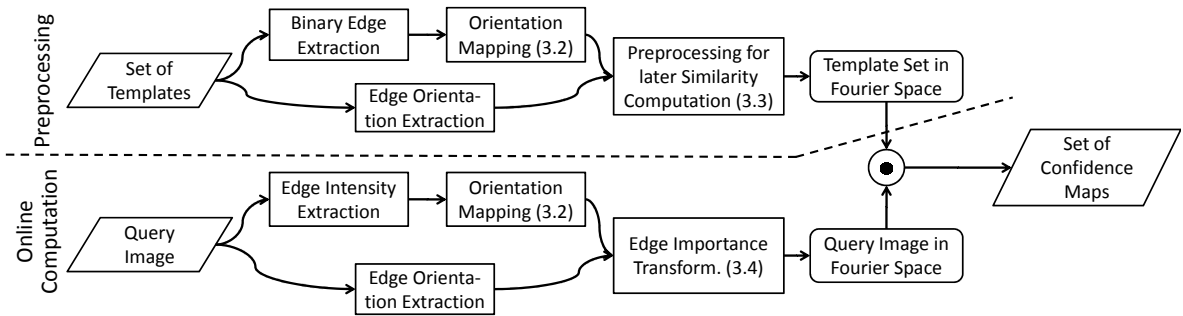 Preprocessing
Set of
Templates
Binary Edge
Extraction
Orientation
Mapping (3.2)
Edge Orienta-
tion Extraction
Preprocessing for
later Similarity
Computation (3.3)
Template Set in
Fourier Space
Set of
Confidence
Maps
Online
Computation
Query
Image
Edge Intensity
Extraction
Orientation
Mapping (3.2)
Edge Orienta-
tion Extraction
Edge Importance
Transform. (3.4)
Query Image in
Fourier Space